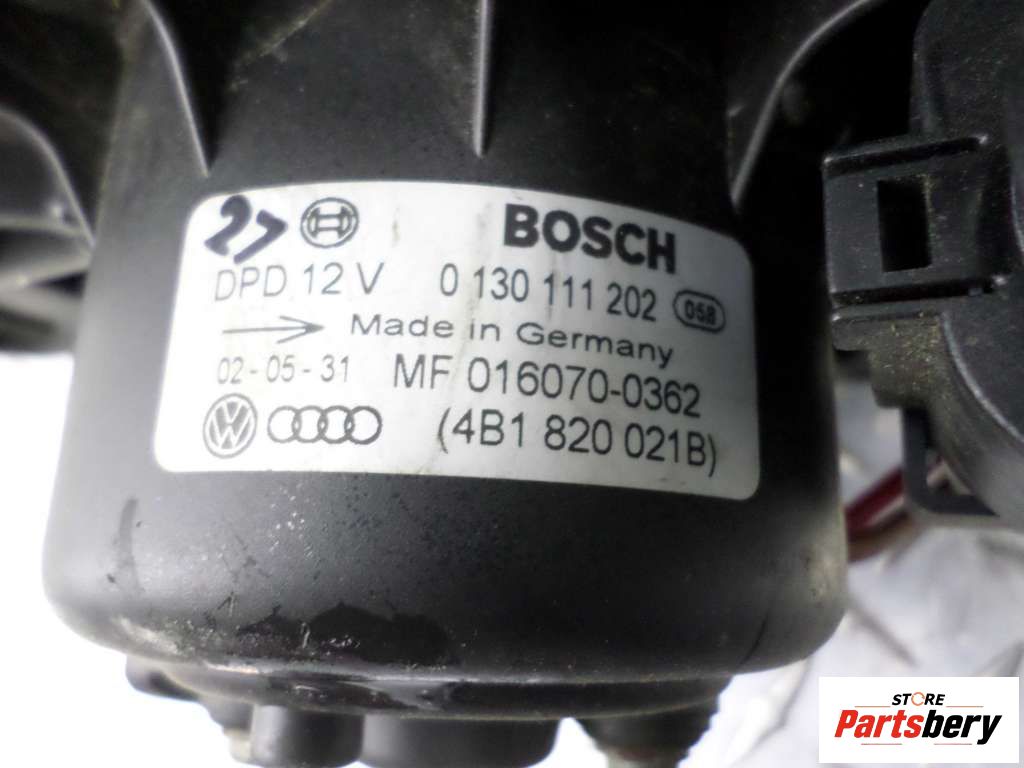 27 BOSCH
DPD 12 V 0 130 111 202 058
Made in Germany
02-05-31 MF 016070-0362
VW (4B1 820 021B)
STORE
Partsbery